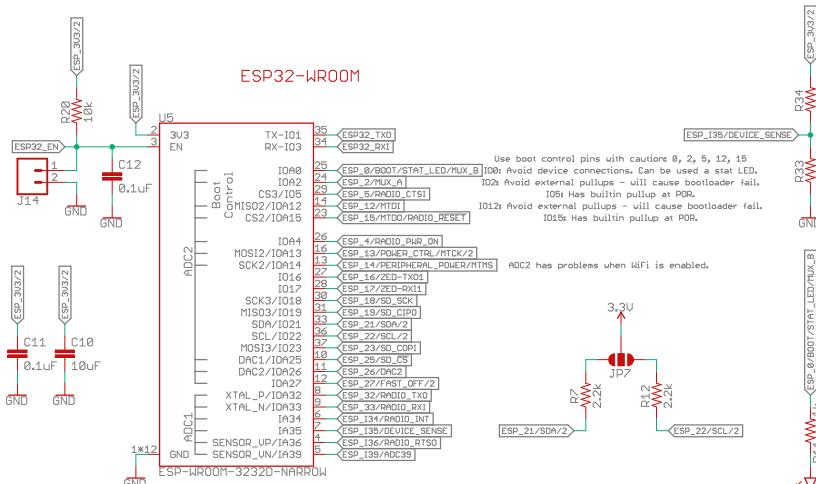 ESP32-WROOM
ESP_3V3/2
ESP_3V3/2
R20
10k
ESP32_EN
1
2
J14
C12
0.1uF
GND
GND
ESP_3V3/2
ESP_3V3/2
C11
0.1uF
C10
10uF
GND
GND
U5
2 3V3
3 EN
TX-IO1 35 ESP32_TXO
RX-IO3 34 ESP32_RXI
Boot Control
ADC2
ADC1
IOA0 25 ESP_0/BOOT/STAT_LED/MUX_B
IOA2 24 ESP_2/MUX_A
CS3/IO5 29 ESP_5/RADIO_CTSI
MISO2/IOA12 14 ESP_12/MTDI
CS2/IOA15 23 ESP_15/MTDO/RADIO_RESET
IOA4 26 ESP_4/RADIO_PWR_ON
MOSI2/IOA13 16 ESP_13/POWER_CTRL/MTCK/2
SCK2/IOA14 13 ESP_14/PERIPHERAL_POWER/MTMS
IO16 27 ESP_16/ZED-TXO1
IO17 28 ESP_17/ZED-RXI1
SCK3/IO18 30 ESP_18/SD_SCK
MISO3/IO19 31 ESP_19/SD_CIPO
SDA/IO21 33 ESP_21/SDA/2
SCL/IO22 36 ESP_22/SCL/2
MOSI3/IO23 37 ESP_23/SD_COPI
DAC1/IOA25 10 ESP_25/SD_CS
DAC2/IOA26 11 ESP_26/DAC2
IOA27 12 ESP_27/FAST_OFF/2
XTAL_P/IOA32 8 ESP_32/RADIO_TXO
XTAL_N/IOA33 9 ESP_33/RADIO_RXI
IA34 6 ESP_I34/RADIO_INT
IA35 7 ESP_I35/DEVICE_SENSE
SENSOR_VP/IA36 4 ESP_I36/RADIO_RTSO
SENSOR_VN/IA39 5 ESP_I39/ADC39
1*12 GND
GND
ESP-WROOM-3232D-NARROW
Use boot control pins with caution: 0, 2, 5, 12, 15
IO0: Avoid device connections. Can be used a stat LED.
IO2: Avoid external pullups - will cause bootloader fail.
IO5: Has builtin pullup at POR.
IO12: Avoid external pullups - will cause bootloader fail.
IO15: Has builtin pullup at POR.
ADC2 has problems when WiFi is enabled.
3.3V
JP7
R7
2.2k
R12
2.2k
ESP_21/SDA/2
ESP_22/SCL/2
ESP_3V3/2
R34
ESP_I35/DEVICE_SENSE
R33
GND
ESP_0/BOOT/STAT_LED/MUX_B